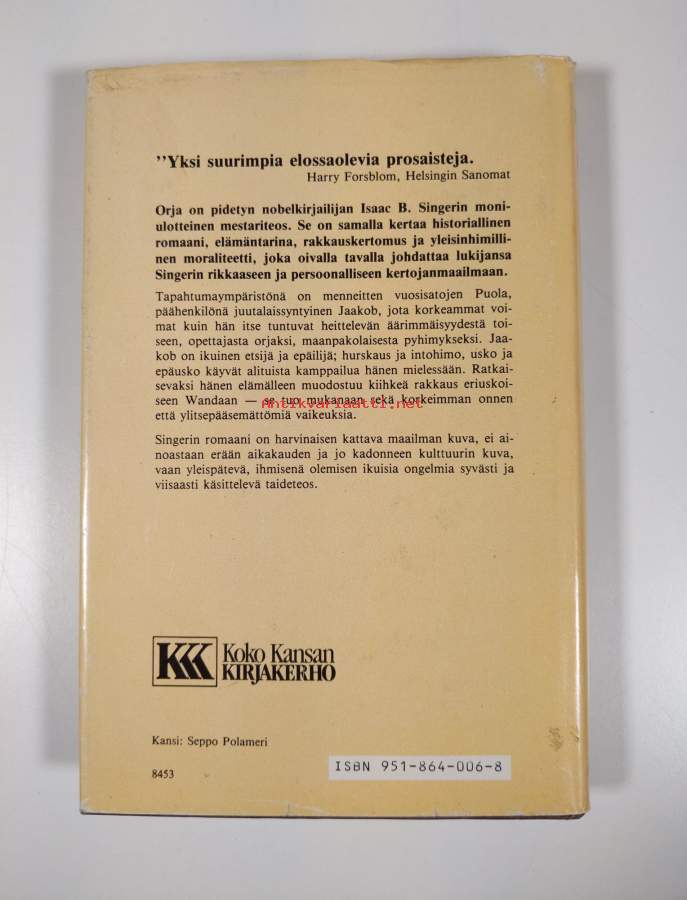 ”Yksi suurimpia elossaolevia prosaisteja.
Harry Forsblom, Helsingin Sanomat
Orja on pidetyn nobelkirjailijan Isaac B. Singerin moni-
ulotteinen mestariteos. Se on samalla kertaa historiallinen
romaani, elämäntarina, rakkauskertomus ja yleisinhimilli-
nen moraliteetti, joka oivalla tavalla johdattaa lukijansa
Singerin rikkaaseen ja persoonalliseen kertojanmaailmaan.
Tapahtumaympäristönä on menneitten vuosisatojen Puola,
päähenkilönä juutalaissyntyinen Jaakob, jota korkeammat voi-
mat kuin hän itse tuntuvat heittelevän äärimmäisyydestä toi-
seen, opettajasta orjaksi, maanpakolaisesta pyhimykseksi. Jaa-
kob on ikuinen etsijä ja epäilijä; hurskaus ja intohimo, usko ja
epäusko käyvät alituista kamppailua hänen mielessään. Ratkai-
sevaksi hänen elämälleen muodostuu kiihkeä rakkaus eriuskoi-
seen Wandaan — se tuo mukanaan sekä korkeimman onnen
Antikvariaatti.net
että ylitsepääsemättömiä vaikeuksia.
Singerin romaani on harvinaisen kattava maailman kuva, ei ai-
noastaan erään aikakauden ja jo kadonneen kulttuurin kuva,
vaan yleispätevä, ihmisenä olemisen ikuisia ongelmia syvästi ja
viisaasti käsittelevä taideteos.
KKK Koko Kansan
KIRJAKERHO
Kansi: Seppo Polameri
8453
ISBN 951-864-006-8